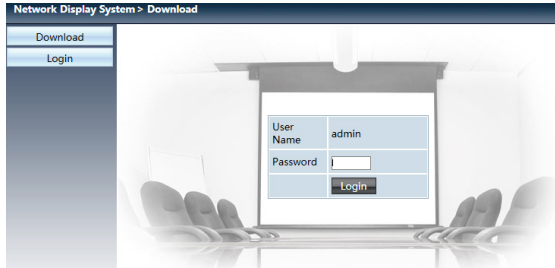 Network Display System > Download
Download
Login
User Name admin
Password
Login